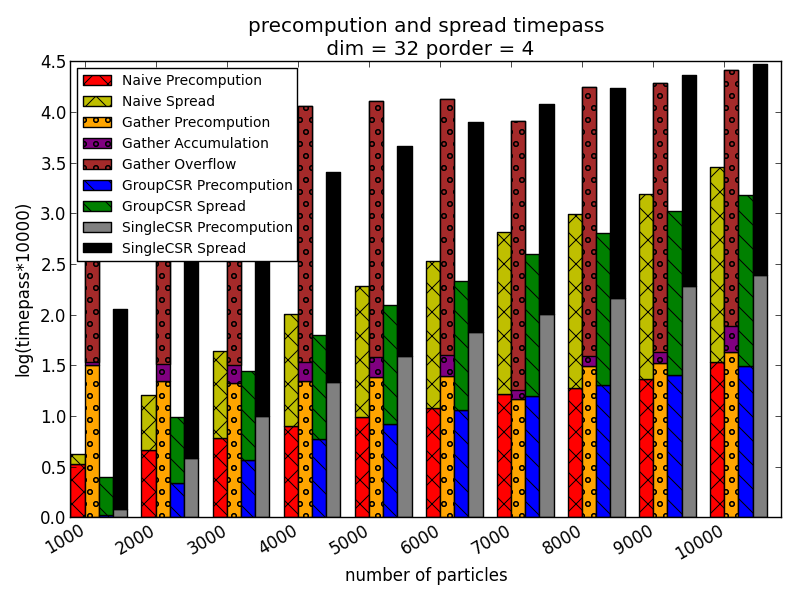 precompution and spread timepass
dim = 32 porder = 4
log(timepass*10000)
4.5
4.0
3.5
3.0
2.5
2.0
1.5
1.0
0.5
0.0
Naive Precompution
Naive Spread
Gather Precompution
Gather Accumulation
Gather Overflow
GroupCSR Precompution
GroupCSR Spread
SingleCSR Precompution
SingleCSR Spread
1000
2000
3000
4000
5000
6000
7000
8000
9000
10000
number of particles